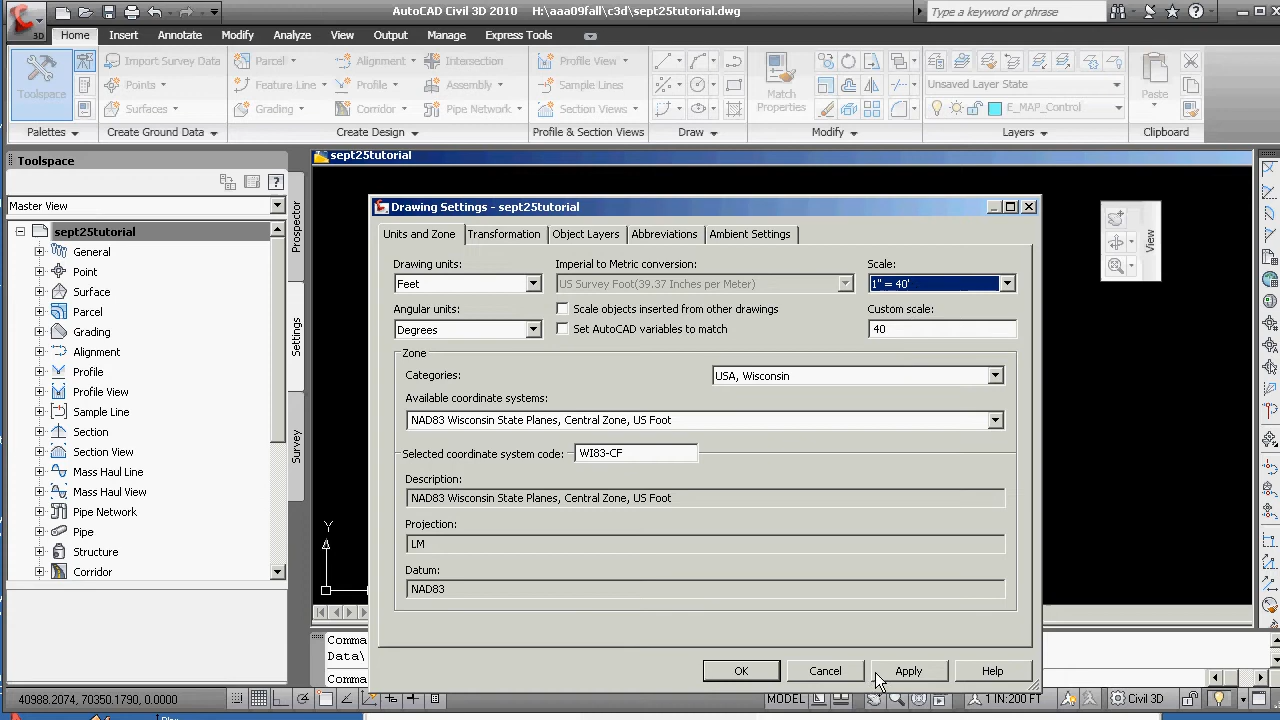 AutoCAD Civil 3D 2010 H:\aaa09fall\c3d\sept25tutorial.dwg
Type a keyword or phrase
3D
Home Insert Annotate Modify Analyze View Output Manage Express Tools
Toolspace
Import Survey Data
Points
Surfaces
Parcel
Feature Line
Grading
Alignment
Profile
Corridor
Intersection
Assembly
Pipe Network
Profile View
Sample Lines
Section Views
Match
Properties
Unsaved Layer State
E_MAP_Control
Paste
Palettes
Create Ground Data
Create Design
Profile & Section Views
Draw
Modify
Layers
Clipboard
Toolspace
Master View
sept25tutorial
General
Point
Surface
Parcel
Grading
Alignment
Profile
Profile View
Sample Line
Section
Section View
Mass Haul Line
Mass Haul View
Pipe Network
Pipe
Structure
Corridor
Prospector
Settings
Survey
sept25tutorial
View
Y
Drawing Settings - sept25tutorial
Units and Zone Transformation Object Layers Abbreviations Ambient Settings
Drawing units:
Feet
Imperial to Metric conversion:
US Survey Foot(39.37 Inches per Meter)
Scale:
1" = 40'
Angular units:
Degrees
Scale objects inserted from other drawings
Set AutoCAD variables to match
Custom scale:
40
Zone
Categories:
USA, Wisconsin
Available coordinate systems:
NAD83 Wisconsin State Planes, Central Zone, US Foot
Selected coordinate system code:
WI83-CF
Description:
NAD83 Wisconsin State Planes, Central Zone, US Foot
Projection:
LM
Datum:
NAD83
OK Cancel Apply Help
Comma
Data\
Comma
40988.2074, 70350.1790, 0.0000
MODEL
1 IN:200 FT
Civil 3D